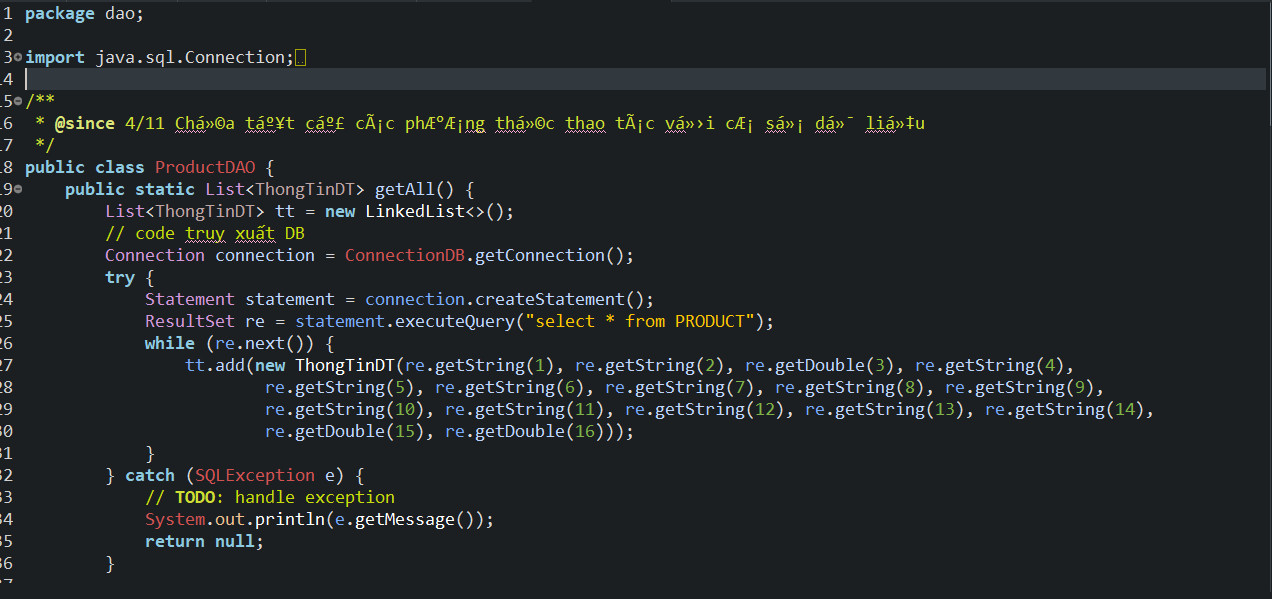 1 package dao;
2
3 import java.sql.Connection;
4
5 /**
6 * @since 4/11 Chá»©a táº¥t cáº£ cÃ¡c phÆ°Æ¡ng thá»©c thao tÃ¡c vá»›i cÆ¡ sá»¡ dá»¯ liá»‡u
7 */
8 public class ProductDAO {
9 public static List<ThongTinDT> getAll() {
20 List<ThongTinDT> tt = new LinkedList<>();
21 // code truy xuất DB
22 Connection connection = ConnectionDB.getConnection();
23 try {
24 Statement statement = connection.createStatement();
25 ResultSet re = statement.executeQuery("select * from PRODUCT");
26 while (re.next()) {
27 tt.add(new ThongTinDT(re.getString(1), re.getString(2), re.getDouble(3), re.getString(4),
28 re.getString(5), re.getString(6), re.getString(7), re.getString(8), re.getString(9),
29 re.getString(10), re.getString(11), re.getString(12), re.getString(13), re.getString(14),
30 re.getDouble(15), re.getDouble(16)));
31 }
32 } catch (SQLException e) {
33 // TODO: handle exception
34 System.out.println(e.getMessage());
35 return null;
36 }